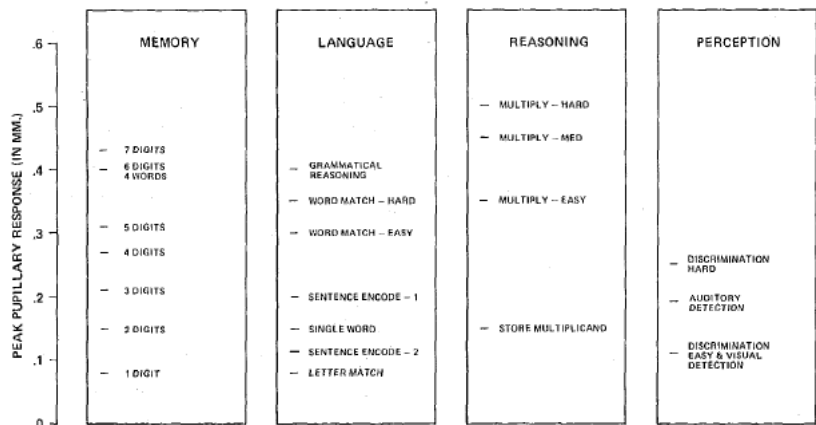 PEAK PUPILLARY RESPONSE (IN MM.)
.6
.5
.4
.3
.2
.1
0
MEMORY
7 DIGITS
6 DIGITS
4 WORDS
5 DIGITS
4 DIGITS
3 DIGITS
2 DIGITS
1 DIGIT
LANGUAGE
GRAMMATICAL
REASONING
WORD MATCH – HARD
WORD MATCH – EASY
SENTENCE ENCODE – 1
SINGLE WORD
SENTENCE ENCODE – 2
LETTER MATCH
REASONING
MULTIPLY – HARD
MULTIPLY – MED
MULTIPLY – EASY
STORE MULTIPLICAND
PERCEPTION
DISCRIMINATION
HARD
AUDITORY
DETECTION
DISCRIMINATION
EASY & VISUAL
DETECTION